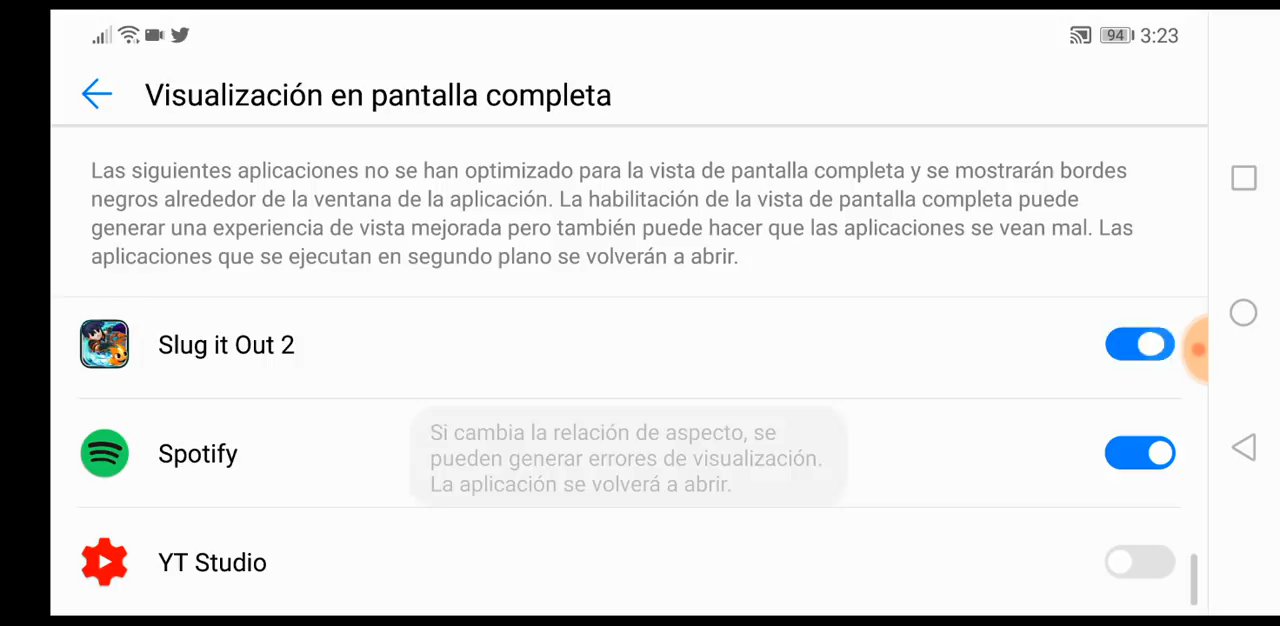 94 3:23
Visualización en pantalla completa
Las siguientes aplicaciones no se han optimizado para la vista de pantalla completa y se mostrarán bordes
negros alrededor de la ventana de la aplicación. La habilitación de la vista de pantalla completa puede
generar una experiencia de vista mejorada pero también puede hacer que las aplicaciones se vean mal. Las
aplicaciones que se ejecutan en segundo plano se volverán a abrir.
Slug it Out 2
Spotify
Si cambia la relación de aspecto, se
pueden generar errores de visualización.
La aplicación se volverá a abrir.
YT Studio